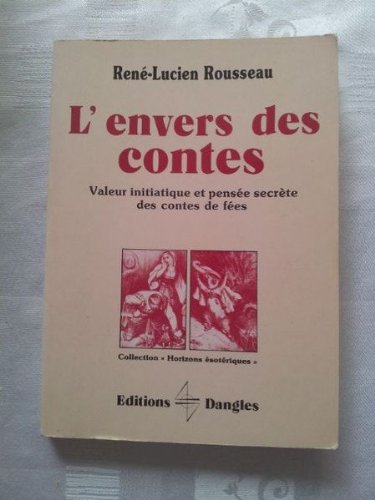 René-Lucien Rousseau
L'envers des
contes
Valeur initiatique et pensée secrète
des contes de fées
Collection « Horizons ésotériques »
Editions Dangles